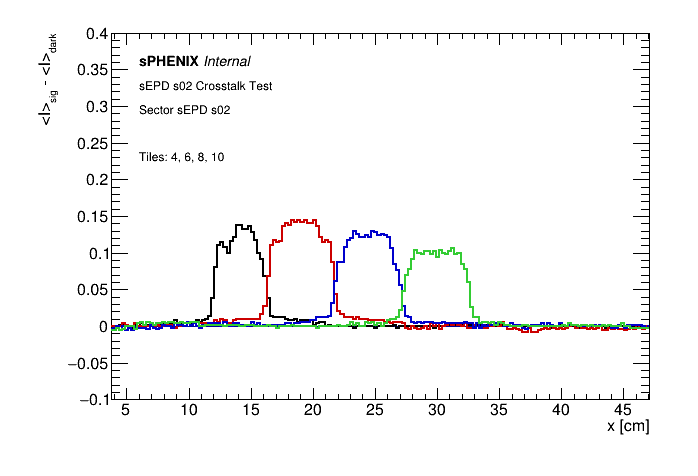 0.4
0.35
0.3
0.25
0.2
0.15
0.1
0.05
0
−0.05
−0.1
<I>sig - <I>dark
sPHENIX Internal
sEPD s02 Crosstalk Test
Sector sEPD s02
Tiles: 4, 6, 8, 10
5 10 15 20 25 30 35 40 45
x [cm]